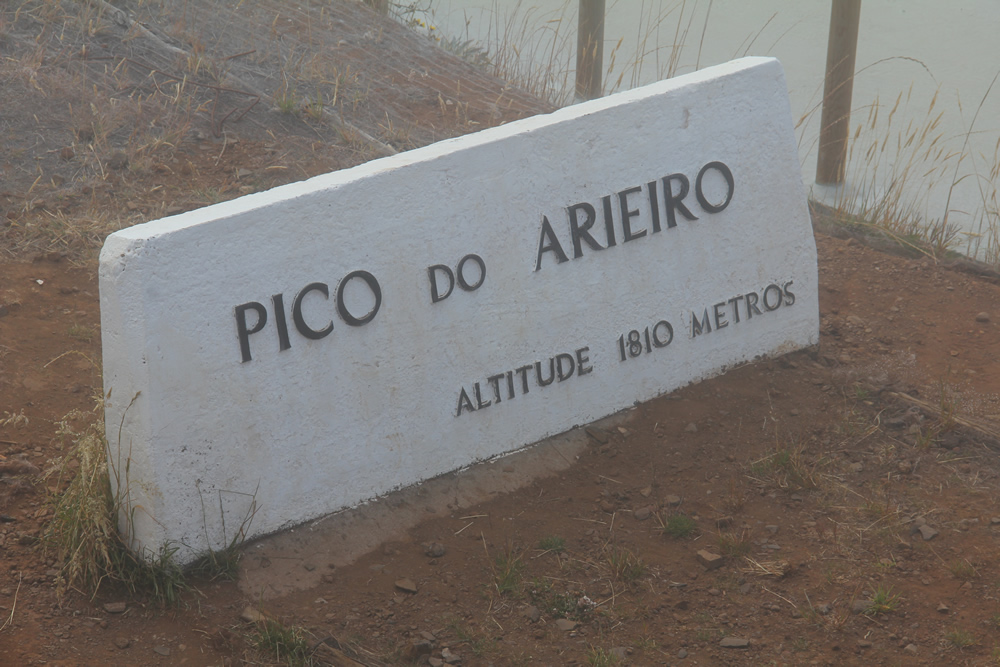 PICO DO ARIEIRO
ALTITUDE 1810 METROS